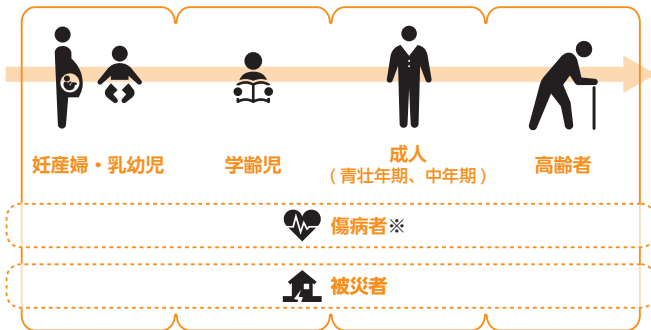 妊産婦・乳幼児
学齢児
成人
（青壮年期、中年期）
高齢者
傷病者※
被災者